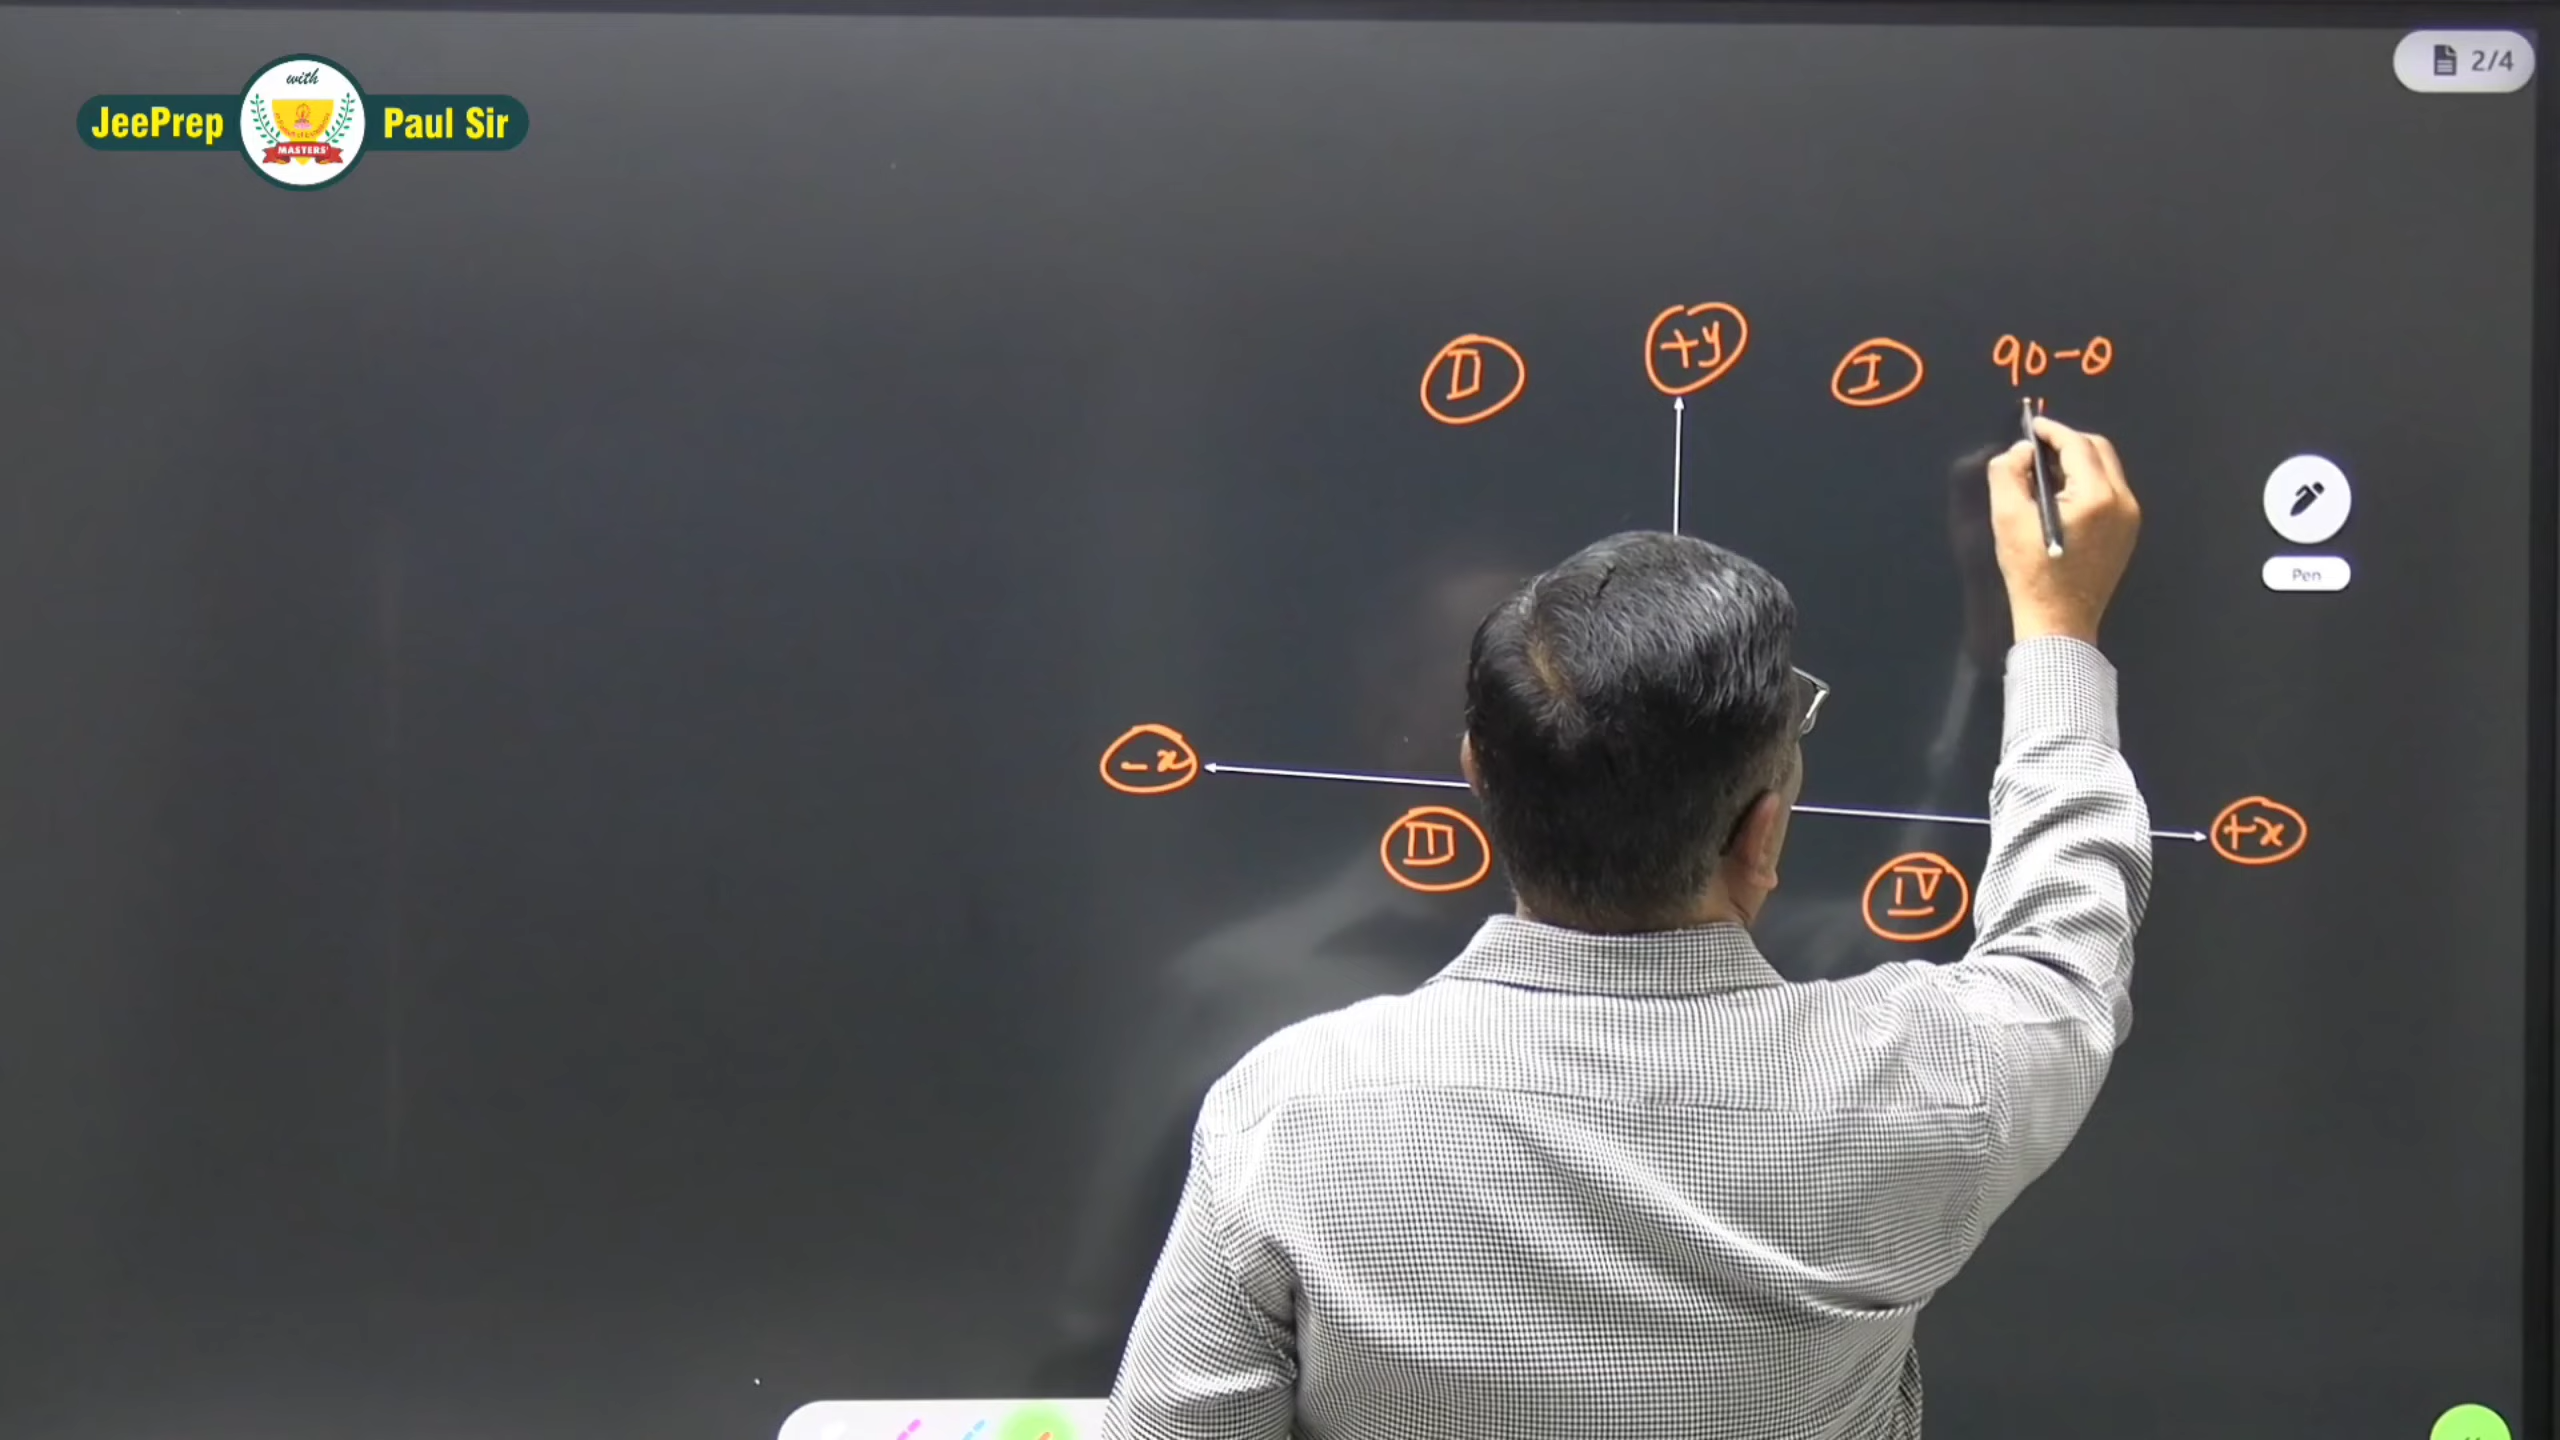 with
JeePrep Paul Sir
MASTERS'
2/4
II +y I 90-θ
Pen
-x
+x
III
IV